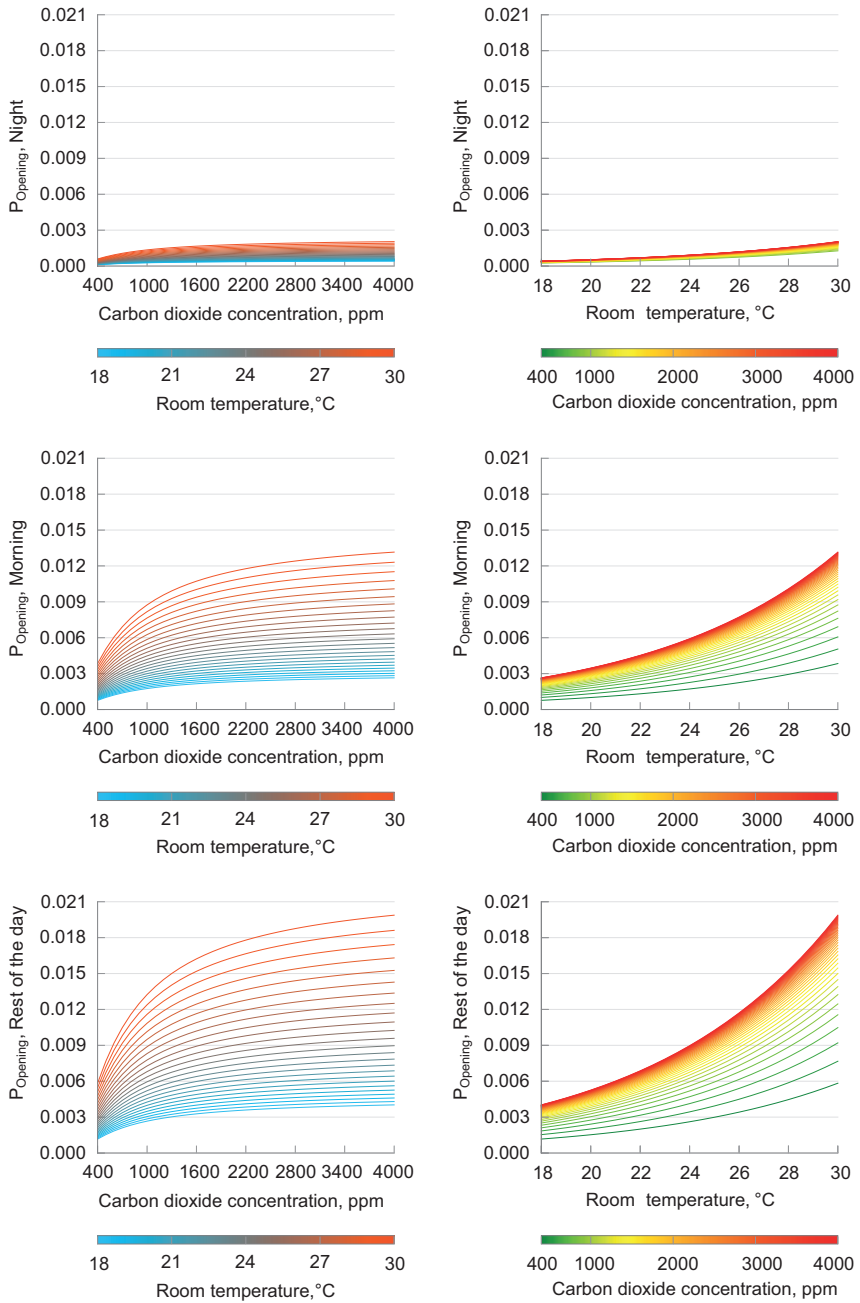 0.021
0.018
0.015
0.012
0.009
0.006
0.003
0.000
P Opening, Night
400 1000 1600 2200 2800 3400 4000
Carbon dioxide concentration, ppm
18 21 24 27 30
Room temperature,°C
0.021
0.018
0.015
0.012
0.009
0.006
0.003
0.000
P Opening, Night
18 20 22 24 26 28 30
Room temperature, °C
400 1000 2000 3000 4000
Carbon dioxide concentration, ppm
0.021
0.018
0.015
0.012
0.009
0.006
0.003
0.000
P Opening, Morning
400 1000 1600 2200 2800 3400 4000
Carbon dioxide concentration, ppm
18 21 24 27 30
Room temperature,°C
0.021
0.018
0.015
0.012
0.009
0.006
0.003
0.000
P Opening, Morning
18 20 22 24 26 28 30
Room temperature, °C
400 1000 2000 3000 4000
Carbon dioxide concentration, ppm
0.021
0.018
0.015
0.012
0.009
0.006
0.003
0.000
P Opening, Rest of the day
400 1000 1600 2200 2800 3400 4000
Carbon dioxide concentration, ppm
18 21 24 27 30
Room temperature,°C
0.021
0.018
0.015
0.012
0.009
0.006
0.003
0.000
P Opening, Rest of the day
18 20 22 24 26 28 30
Room temperature, °C
400 1000 2000 3000 4000
Carbon dioxide concentration, ppm